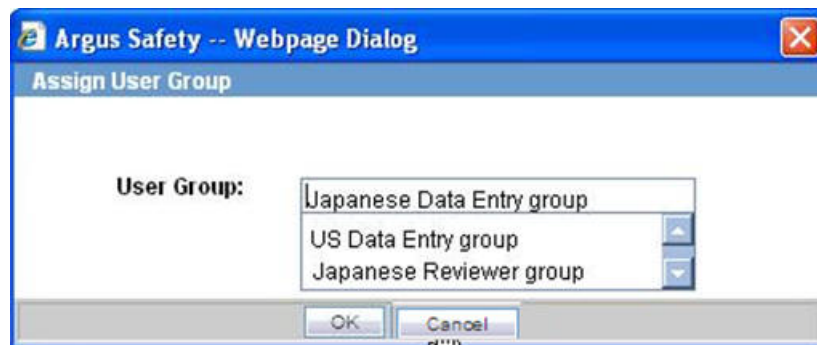 Argus Safety -- Webpage Dialog
Assign User Group
User Group:
Japanese Data Entry group
US Data Entry group
Japanese Reviewer group
OK Cancel